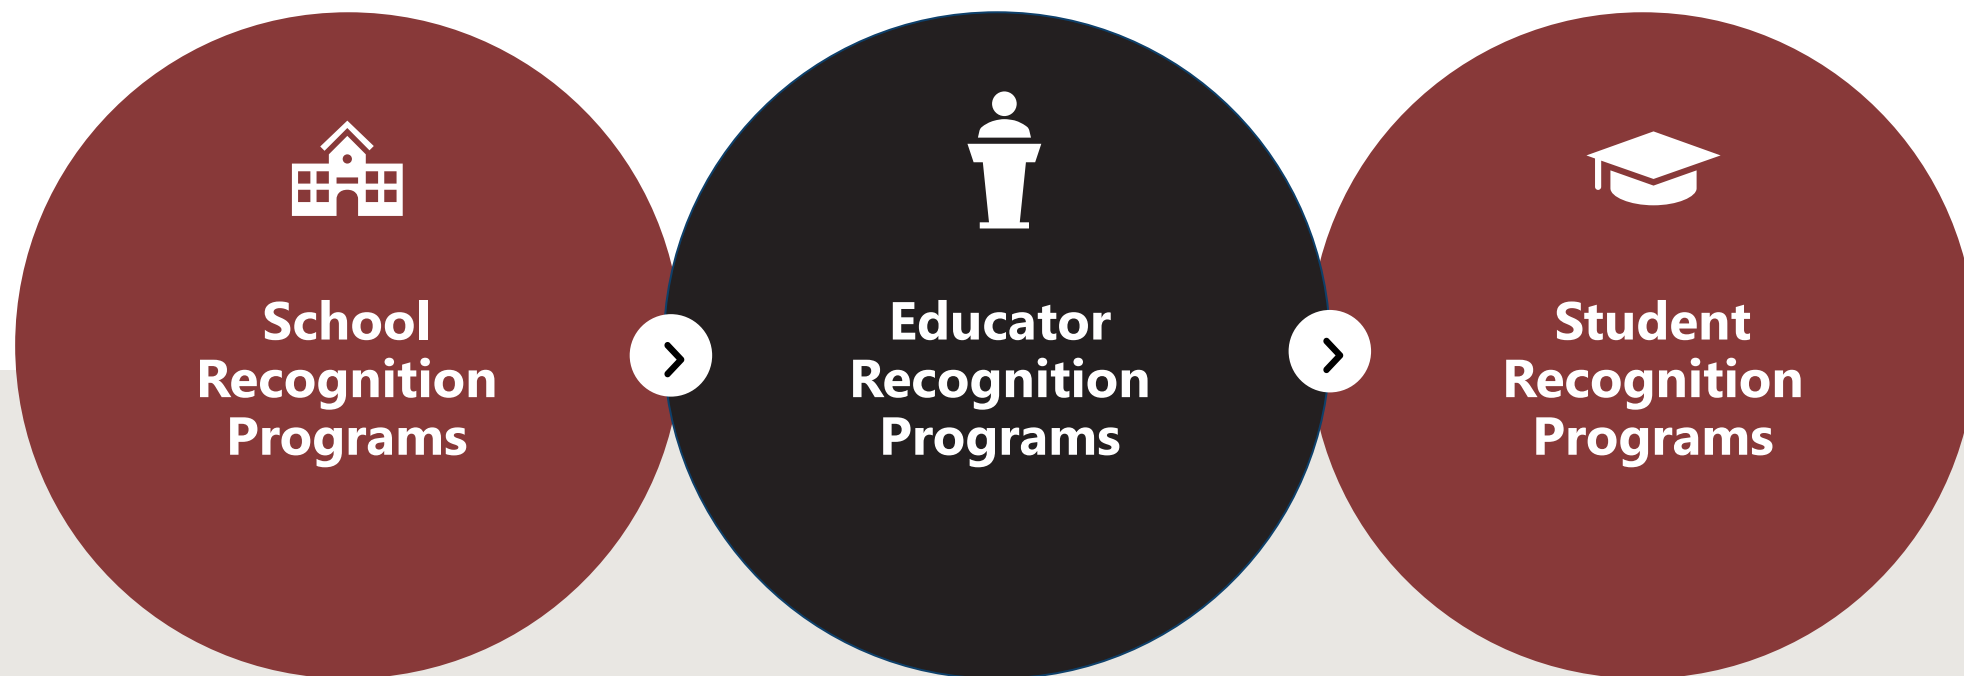 School
Recognition
Programs
Educator
Recognition
Programs
Student
Recognition
Programs